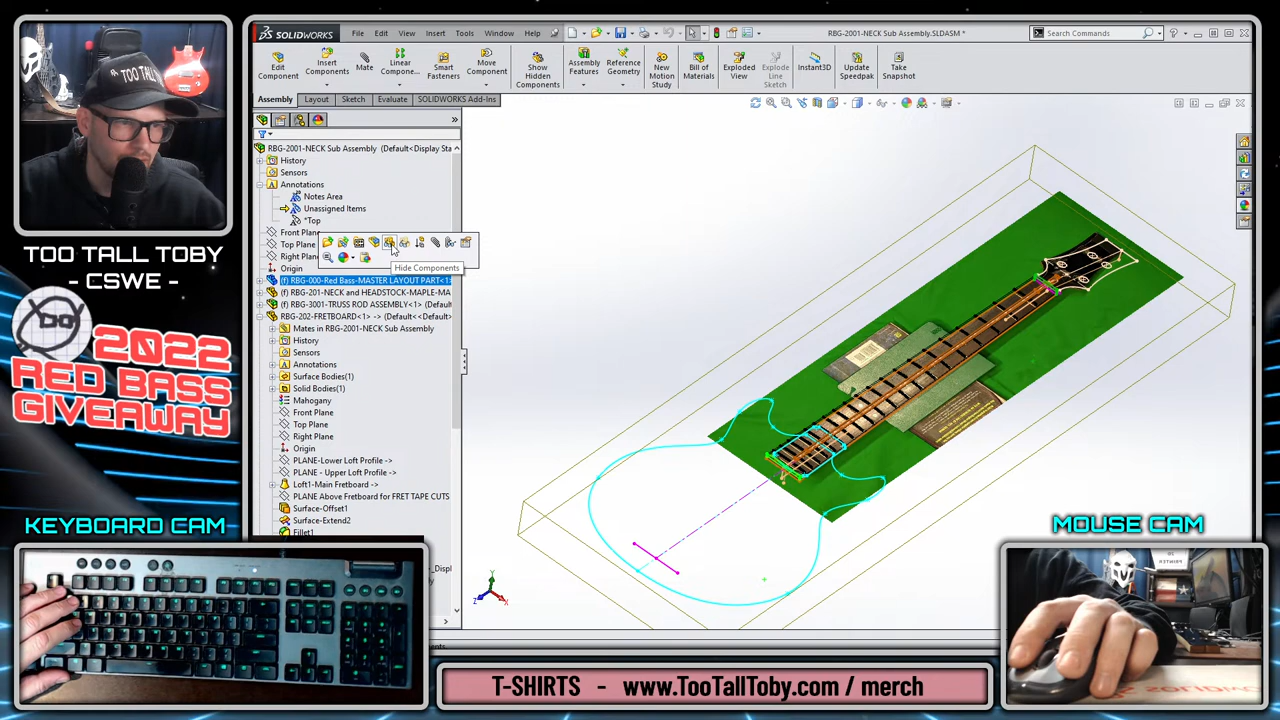 SOLIDWORKS
File Edit View Insert Tools Window Help
RBG-2001-NECK Sub Assembly.SLDASM *
Search Commands
Edit Component
Insert Components
Mate
Linear Compone...
Smart Fasteners
Move Component
Show Hidden Components
Assembly Features
Reference Geometry
New Motion Study
Bill of Materials
Exploded View
Explode Line Sketch
Instant3D
Update Speedpak
Take Snapshot
Assembly Layout Sketch Evaluate SOLIDWORKS Add-Ins
RBG-2001-NECK Sub Assembly (Default<Display Sta
History
Sensors
Annotations
Notes Area
Unassigned Items
*Top
Front Plane
Top Plane
Right Plane
Origin
Hide Components
(f) RBG-000-Red Bass-MASTER LAYOUT PART<1>
(f) RBG-201-NECK and HEADSTOCK-MAPLE-MA
(f) RBG-3001-TRUSS ROD ASSEMBLY<1> (Defaul
RBG-202-FRETBOARD<1> -> (Default<<Default>
Mates in RBG-2001-NECK Sub Assembly
History
Sensors
Annotations
Surface Bodies(1)
Solid Bodies(1)
Mahogany
Front Plane
Top Plane
Right Plane
Origin
PLANE-Lower Loft Profile ->
PLANE - Upper Loft Profile ->
Loft1-Main Fretboard ->
PLANE Above Fretboard for FRET TAPE CUTS
Surface-Offset1
Surface-Extend2
Fillet1
TOO TALL TOBY
TOO TALL TOBY
- CSWE -
2022
RED BASS
GIVEAWAY
KEYBOARD CAM
MOUSE CAM
T-SHIRTS - www.TooTallToby.com / merch